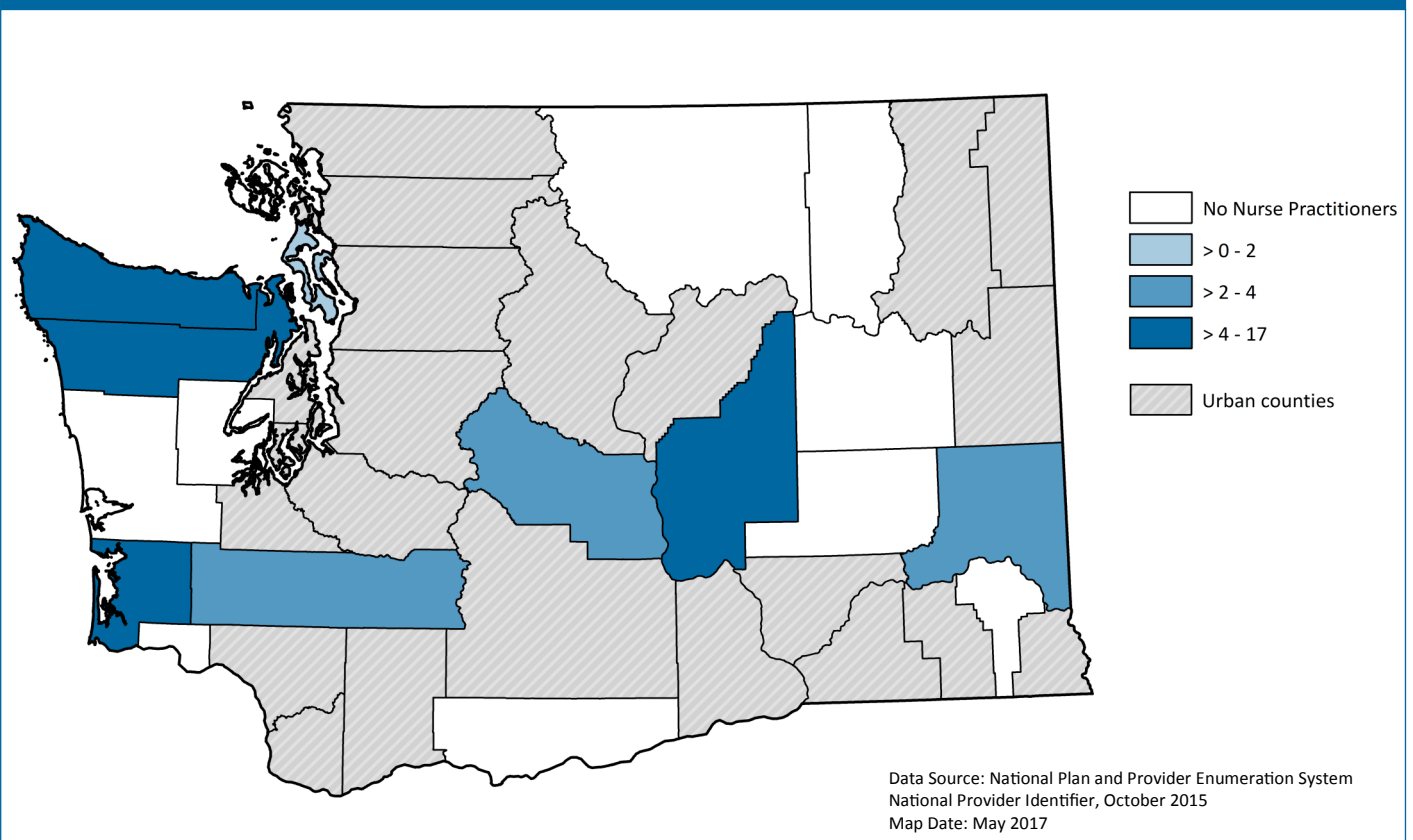 No Nurse Practitioners
> 0 - 2
> 2 - 4
> 4 - 17
Urban counties
Data Source: National Plan and Provider Enumeration System
National Provider Identifier, October 2015
Map Date: May 2017